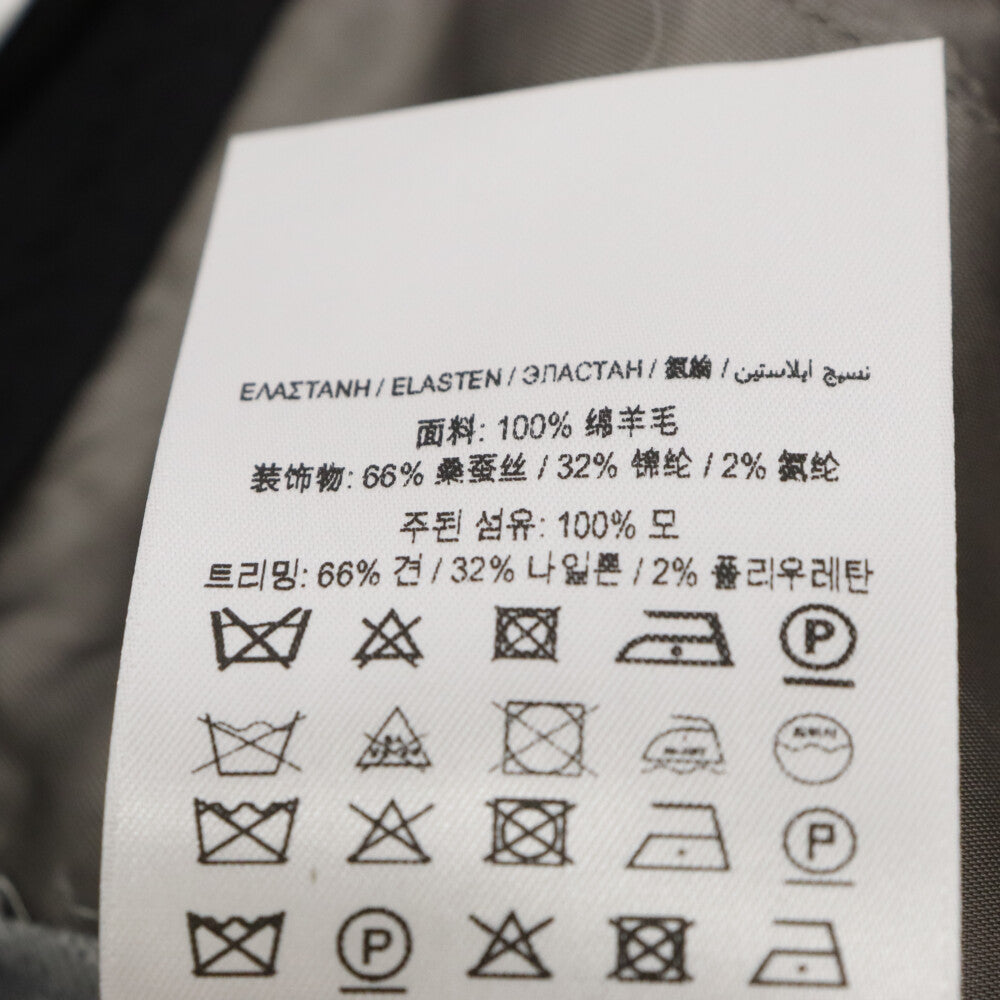 ΕΛΑΣΤΑΝΗ / ELASTEN / ЭЛАСТАН / 氨纶 / نسيج ايلاستين
面料: 100% 绵羊毛
装饰物: 66% 桑蚕丝 / 32% 锦纶 / 2% 氨纶
주된 섬유: 100% 모
트리밍: 66% 견 / 32% 나일론 / 2% 폴리우레탄
P
P
P